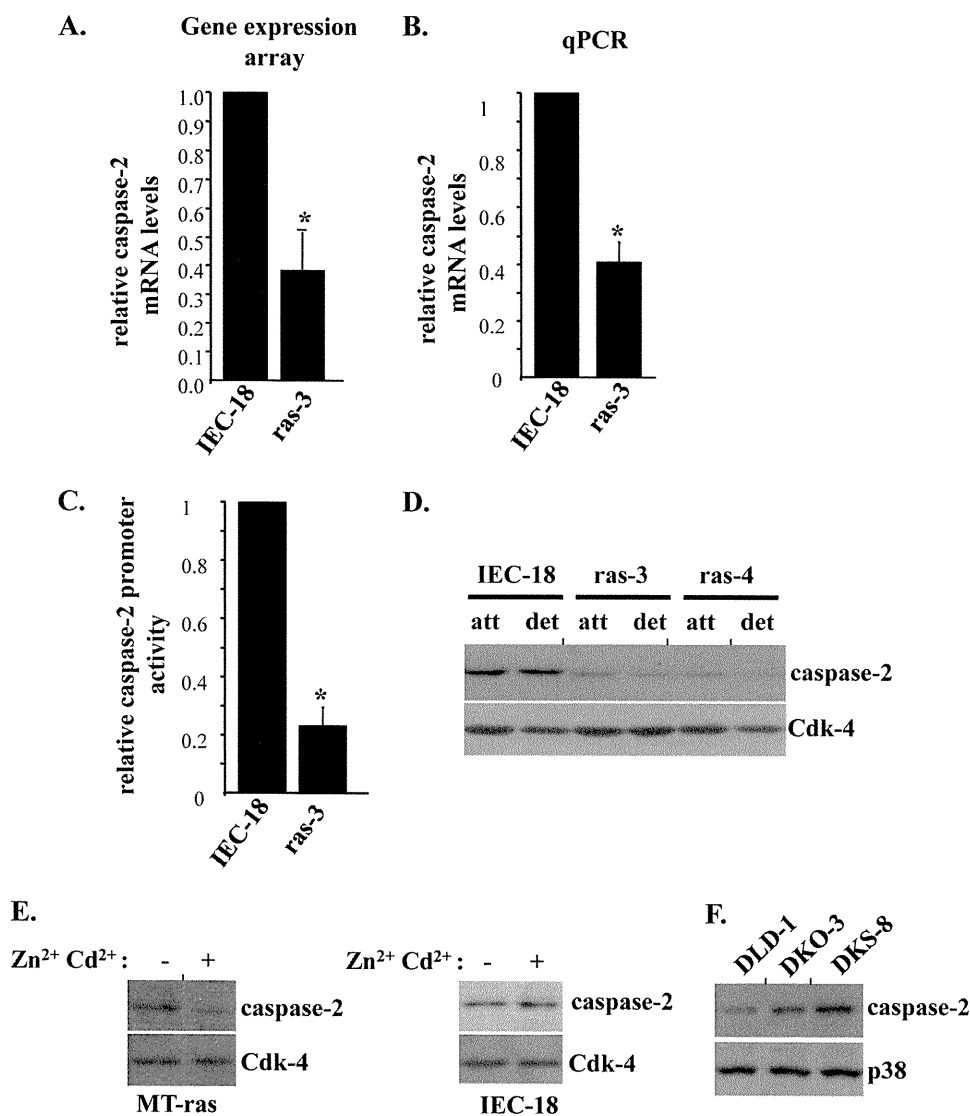 A.
Gene expression
array
relative caspase-2
mRNA levels
1.0
0.9
0.8
0.7
0.6
0.5
0.4
0.3
0.2
0.1
0.0
*
IEC-18
ras-3
B.
qPCR
relative caspase-2
mRNA levels
1
0.8
0.6
0.4
0.2
0
*
IEC-18
ras-3
C.
relative caspase-2 promoter
activity
1
0.8
0.6
0.4
0.2
0
*
IEC-18
ras-3
D.
IEC-18 ras-3 ras-4
att det att det att det
caspase-2
Cdk-4
E.
Zn2+ Cd2+ : - +
caspase-2
Cdk-4
MT-ras
Zn2+ Cd2+ : - +
caspase-2
Cdk-4
IEC-18
F.
DLD-1 DKO-3 DKS-8
caspase-2
p38